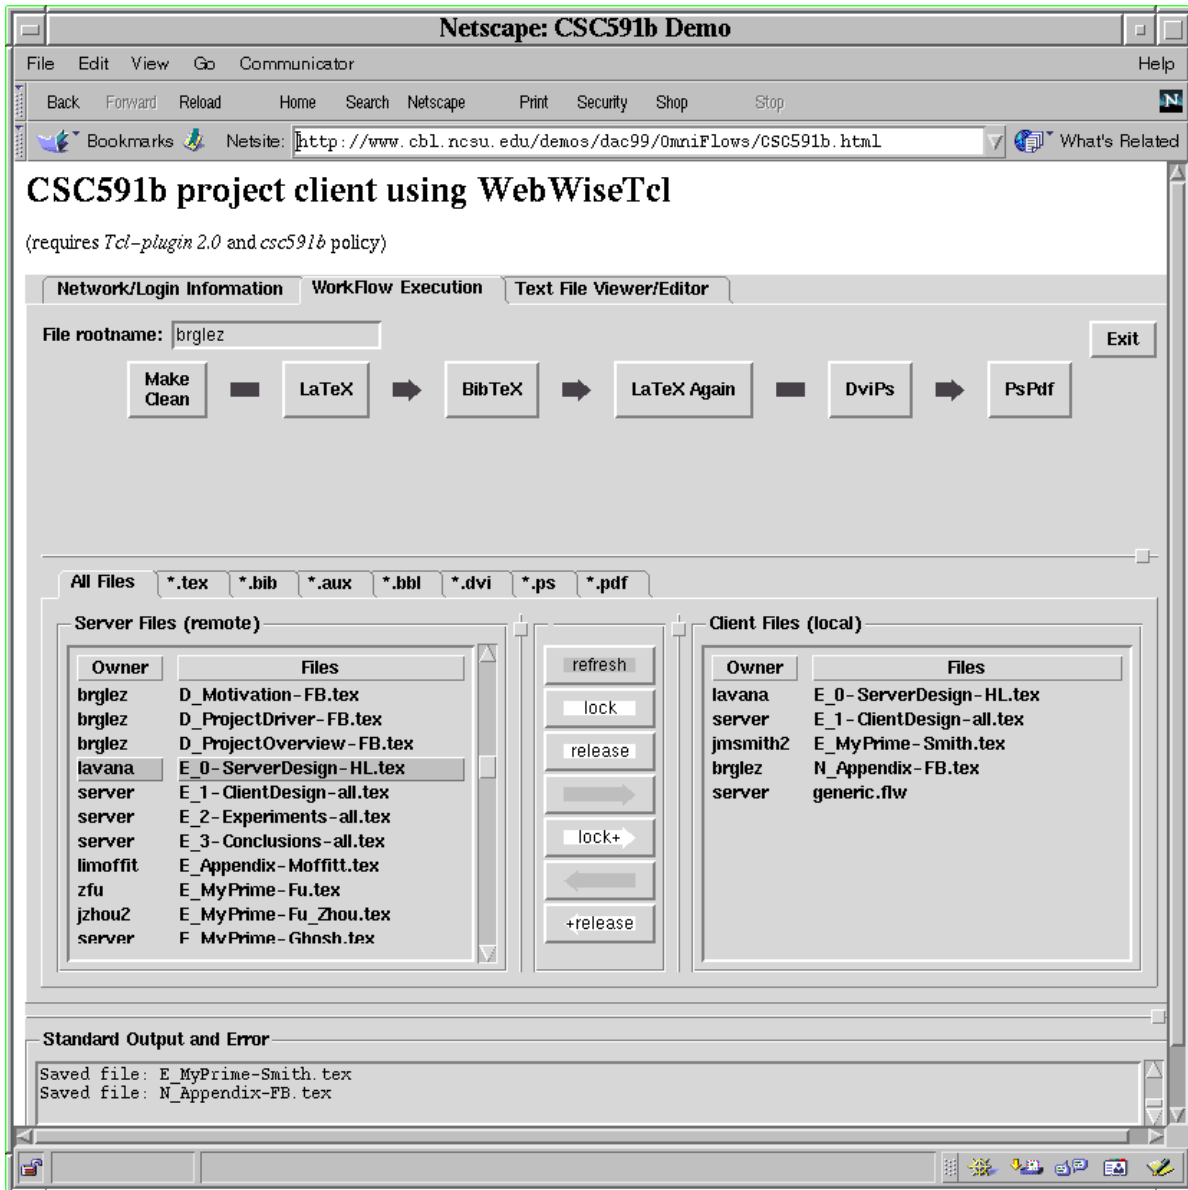 Netscape: CSC591b Demo
File Edit View Go Communicator Help
Back Forward Reload Home Search Netscape Print Security Shop Stop N
Bookmarks Netsite: http://www.cbl.ncsu.edu/demos/dac99/OmniFlows/CSC591b.html What's Related
CSC591b project client using WebWiseTcl
(requires Tcl-plugin 2.0 and csc591b policy)
Network/Login Information WorkFlow Execution Text File Viewer/Editor
File rootname: brglez Exit
Make Clean LaTeX BibTeX LaTeX Again DviPs PsPdf
All Files *.tex *.bib *.aux *.bbl *.dvi *.ps *.pdf
Server Files (remote)
Owner Files
brglez D_Motivation-FB.tex
brglez D_ProjectDriver-FB.tex
brglez D_ProjectOverview-FB.tex
lavana E_0-ServerDesign-HL.tex
server E_1-ClientDesign-all.tex
server E_2-Experiments-all.tex
server E_3-Conclusions-all.tex
limoffit E_Appendix-Moffitt.tex
zfu E_MyPrime-Fu.tex
jzhou2 E_MyPrime-Fu_Zhou.tex
server E_MyPrime-Ghosh.tex
refresh
lock
release
lock+
+release
Client Files (local)
Owner Files
lavana E_0-ServerDesign-HL.tex
server E_1-ClientDesign-all.tex
jmsmith2 E_MyPrime-Smith.tex
brglez N_Appendix-FB.tex
server generic.flw
Standard Output and Error
Saved file: E_MyPrime-Smith.tex
Saved file: N_Appendix-FB.tex